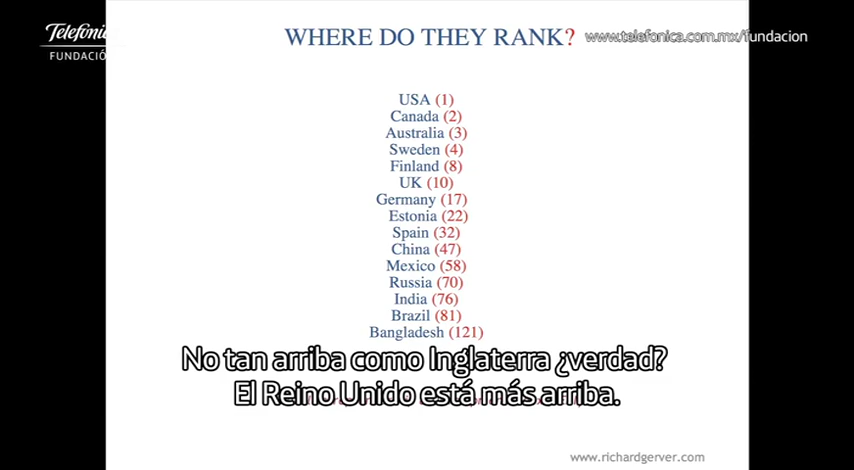 Telefónica
FUNDACIÓ
WHERE DO THEY RANK?
www.telefonica.com.mx/fundacion
USA (1)
Canada (2)
Australia (3)
Sweden (4)
Finland (8)
UK (10)
Germany (17)
Estonia (22)
Spain (32)
China (47)
Mexico (58)
Russia (70)
India (76)
Brazil (81)
Bangladesh (121)
No tan arriba como Inglaterra ¿verdad?
El Reino Unido está más arriba.
www.richardgerver.com